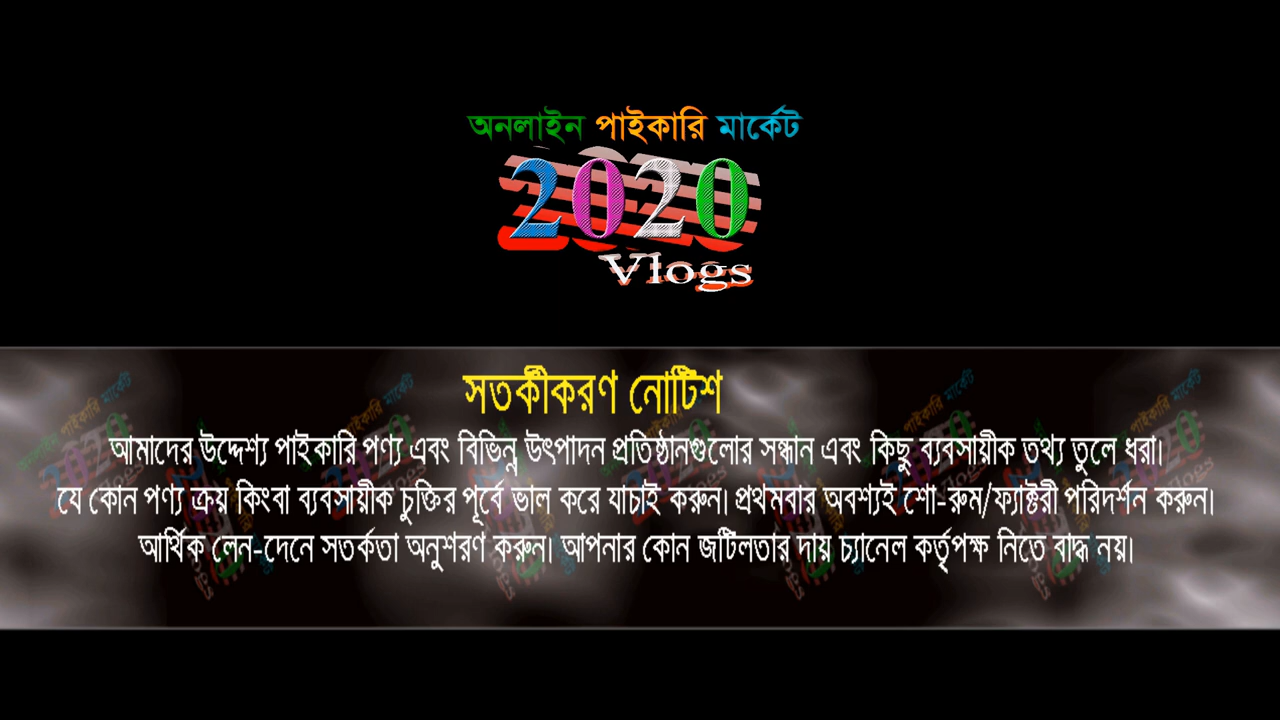 অনলাইন পাইকারি মার্কেট
2020
Vlogs
সতর্কীকরণ নোটিশ
আমাদের উদ্দেশ্য পাইকারি পণ্য এবং বিভিন্ন উৎপাদন প্রতিষ্ঠানগুলোর সন্ধান এবং কিছু ব্যবসায়ীক তথ্য তুলে ধরা।
যে কোন পণ্য ক্রয় কিংবা ব্যবসায়ীক চুক্তির পূর্বে ভাল করে যাচাই করুন। প্রথমবার অবশ্যই শো-রুম/ফ্যাক্টরী পরিদর্শন করুন।
আর্থিক লেন-দেনে সতর্কতা অনুশরণ করুন। আপনার কোন জটিলতার দায় চ্যানেল কর্তৃপক্ষ নিতে বাদ্ধ নয়।